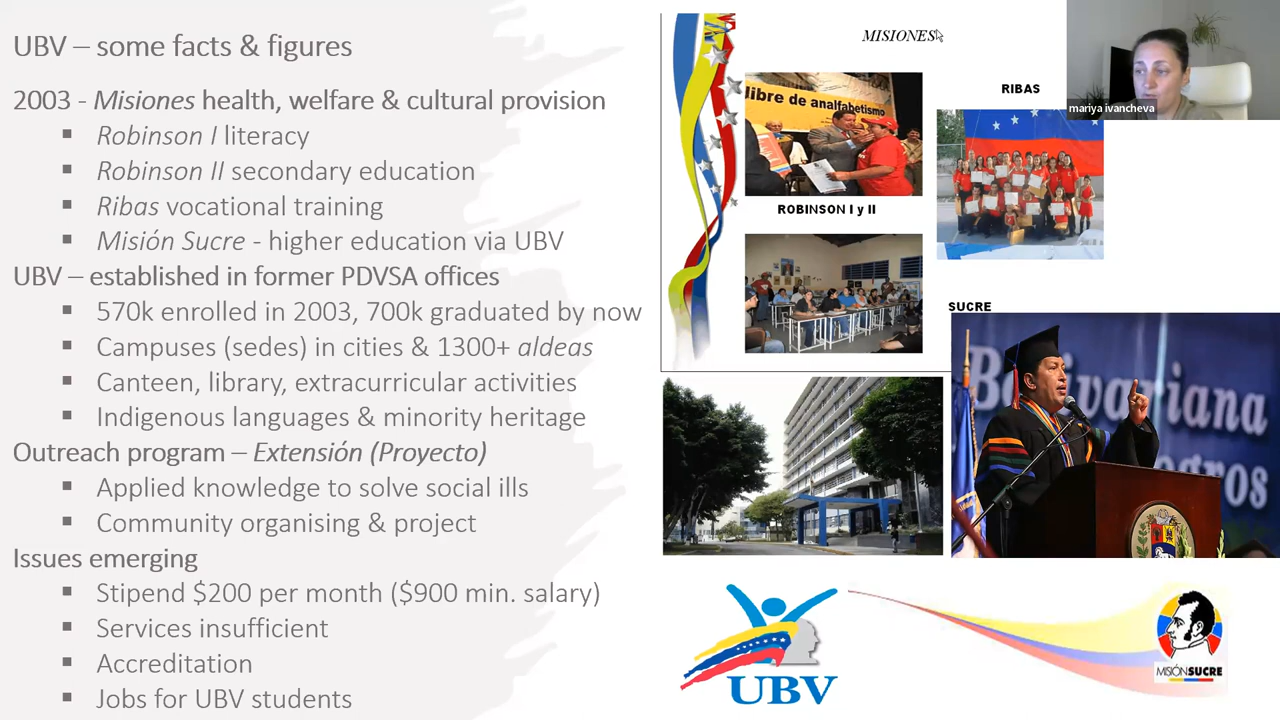 UBV – some facts & figures
2003 - Misiones health, welfare & cultural provision
▪ Robinson I literacy
▪ Robinson II secondary education
▪ Ribas vocational training
▪ Misión Sucre - higher education via UBV
UBV – established in former PDVSA offices
▪ 570k enrolled in 2003, 700k graduated by now
▪ Campuses (sedes) in cities & 1300+ aldeas
▪ Canteen, library, extracurricular activities
▪ Indigenous languages & minority heritage
Outreach program – Extensión (Proyecto)
▪ Applied knowledge to solve social ills
▪ Community organising & project
Issues emerging
▪ Stipend $200 per month ($900 min. salary)
▪ Services insufficient
▪ Accreditation
▪ Jobs for UBV students
MISIONES
libre de analfabetismo
ROBINSON I y II
RIBAS
mariya ivancheva
SUCRE
Bolivariana
ogros
UBV
MISIÓN SUCRE